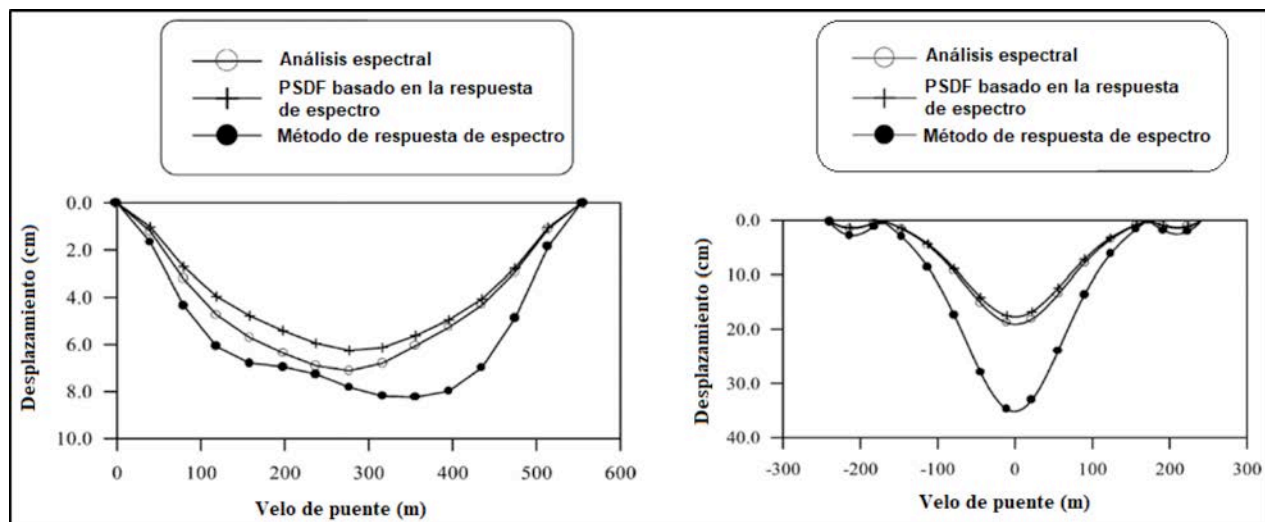 Análisis espectral
PSDF basado en la respuesta
de espectro
Método de respuesta de espectro
0.0
2.0
4.0
6.0
8.0
10.0
Desplazamiento (cm)
0
100
200
300
400
500
600
Velo de puente (m)
Análisis espectral
PSDF basado en la respuesta
de espectro
Método de respuesta de espectro
0.0
10.0
20.0
30.0
40.0
Desplazamiento (cm)
-300
-200
-100
0
100
200
300
Velo de puente (m)